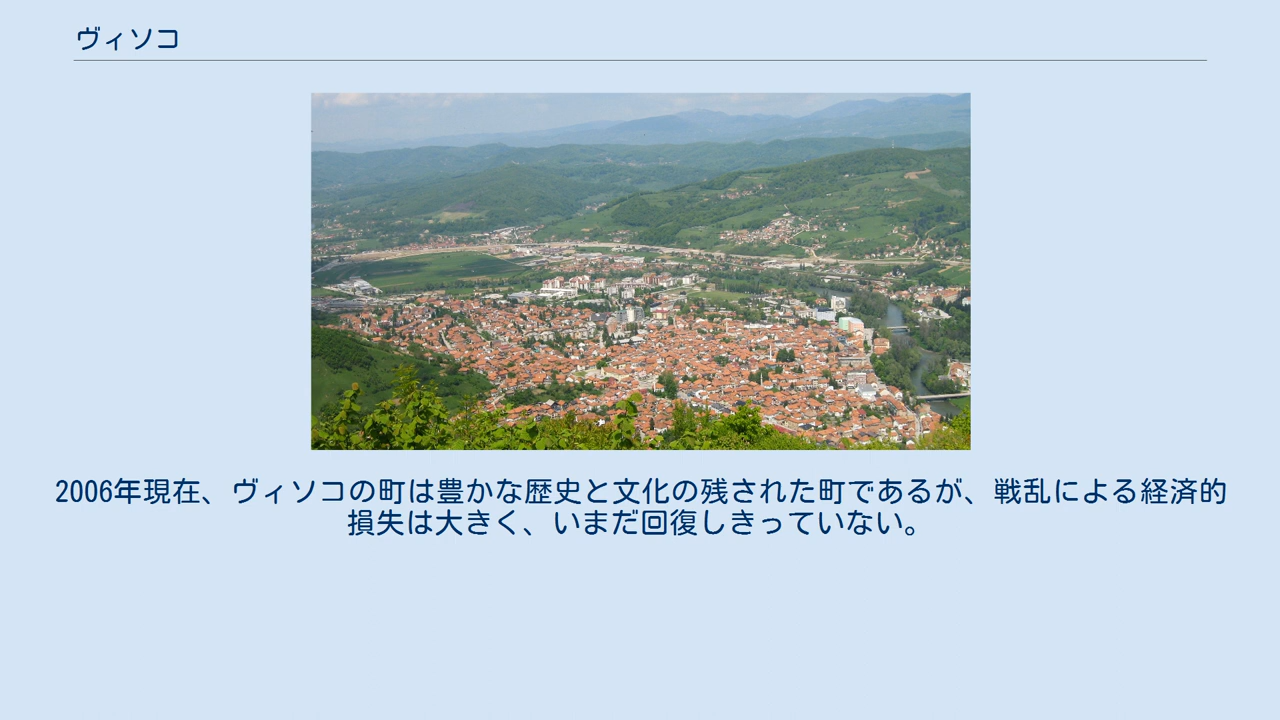 ヴィソコ
2006年現在、ヴィソコの町は豊かな歴史と文化の残された町であるが、戦乱による経済的
損失は大きく、いまだ回復しきっていない。